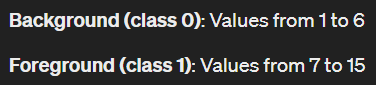 Background (class 0): Values from 1 to 6
Foreground (class 1): Values from 7 to 15